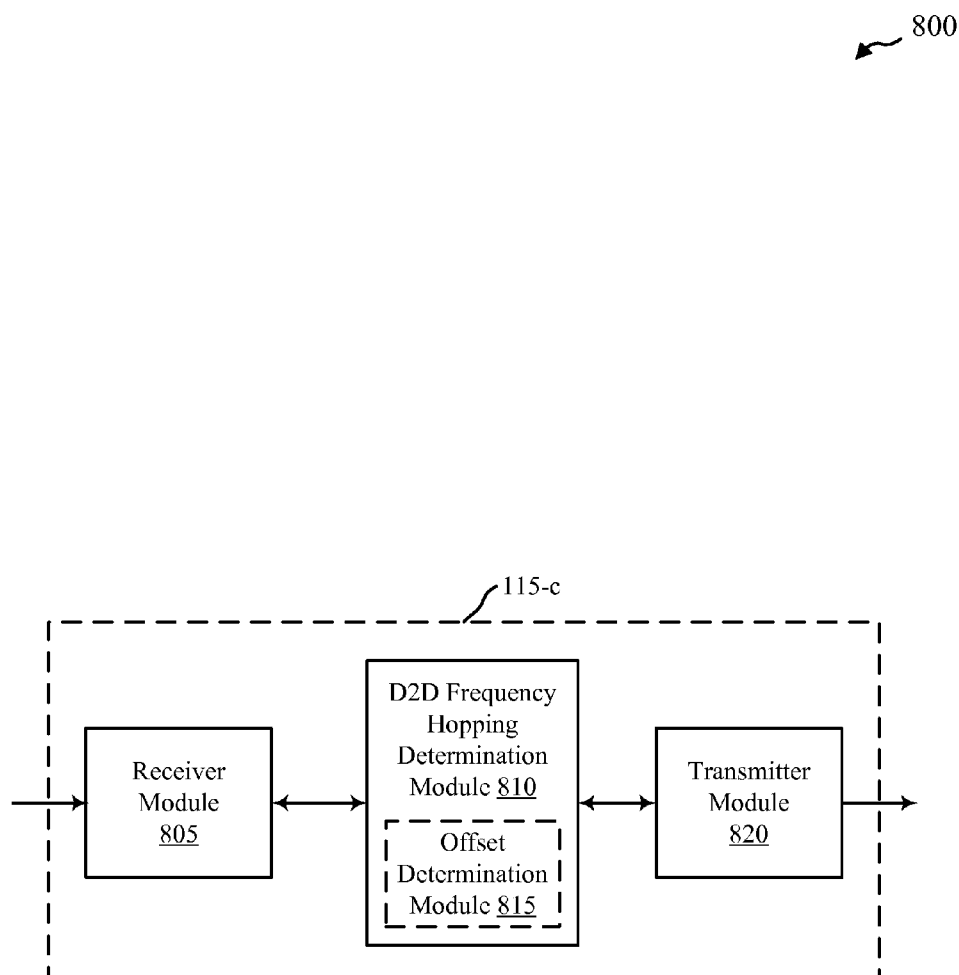 800
115-c
D2D Frequency
Hopping
Determination
Module 810
Receiver
Module
805
Offset
Determination
Module 815
Transmitter
Module
820